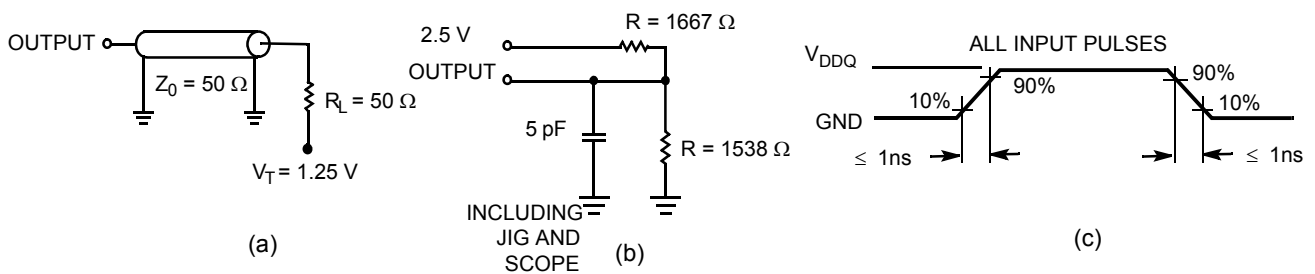 OUTPUT
Z0 = 50 Ω
RL = 50 Ω
VT = 1.25 V
(a)
R = 1667 Ω
2.5 V
OUTPUT
5 pF
R = 1538 Ω
INCLUDING
JIG AND
SCOPE
(b)
ALL INPUT PULSES
VDDQ
GND
10%
90%
90%
10%
≤ 1ns
≤ 1ns
(c)